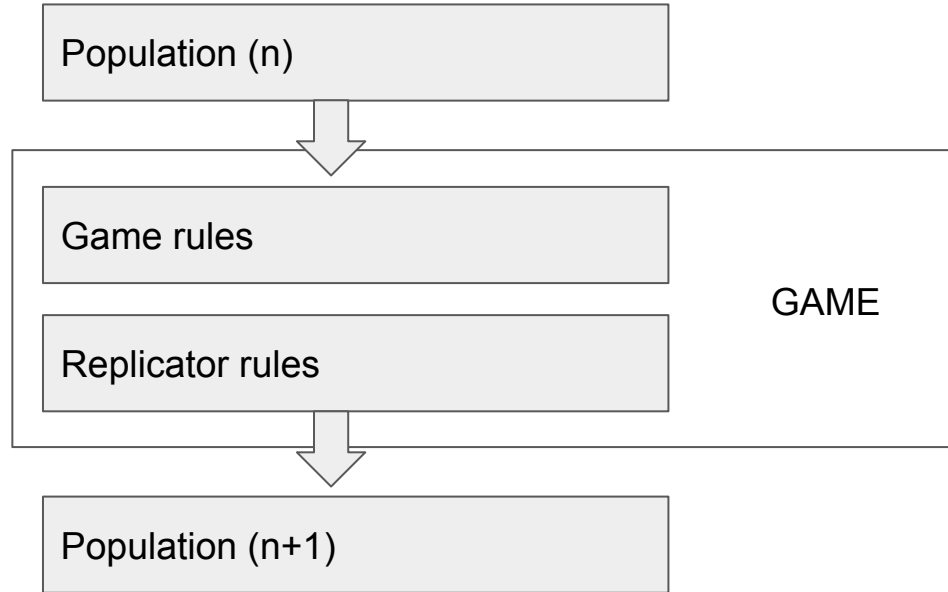 Population (n)
Game rules
GAME
Replicator rules
Population (n+1)